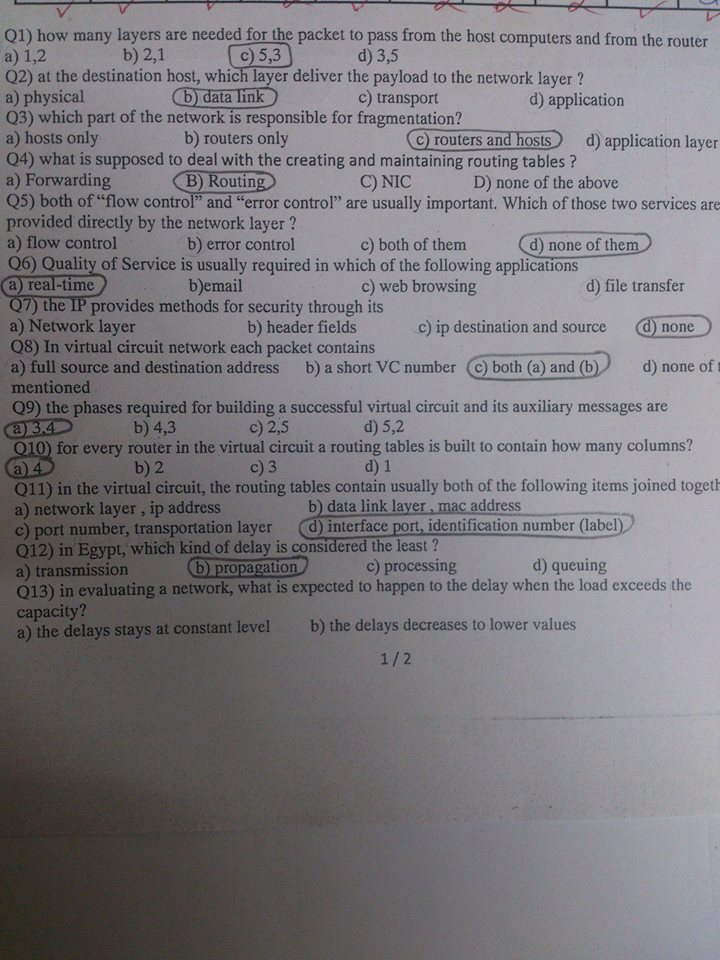 Q1) how many layers are needed for the packet to pass from the host computers and from the router
a) 1,2 b) 2,1 c) 5,3 d) 3,5
Q2) at the destination host, which layer deliver the payload to the network layer ?
a) physical b) data link c) transport d) application
Q3) which part of the network is responsible for fragmentation?
a) hosts only b) routers only c) routers and hosts d) application layer
Q4) what is supposed to deal with the creating and maintaining routing tables ?
a) Forwarding B) Routing C) NIC D) none of the above
Q5) both of “flow control” and “error control” are usually important. Which of those two services are
provided directly by the network layer ?
a) flow control b) error control c) both of them d) none of them
Q6) Quality of Service is usually required in which of the following applications
a) real-time b)email c) web browsing d) file transfer
Q7) the IP provides methods for security through its
a) Network layer b) header fields c) ip destination and source d) none
Q8) In virtual circuit network each packet contains
a) full source and destination address b) a short VC number c) both (a) and (b) d) none of
mentioned
Q9) the phases required for building a successful virtual circuit and its auxiliary messages are
a) 3,4 b) 4,3 c) 2,5 d) 5,2
Q10) for every router in the virtual circuit a routing tables is built to contain how many columns?
a) 4 b) 2 c) 3 d) 1
Q11) in the virtual circuit, the routing tables contain usually both of the following items joined togeth
a) network layer , ip address b) data link layer , mac address
c) port number, transportation layer d) interface port, identification number (label)
Q12) in Egypt, which kind of delay is considered the least ?
a) transmission b) propagation c) processing d) queuing
Q13) in evaluating a network, what is expected to happen to the delay when the load exceeds the
capacity?
a) the delays stays at constant level b) the delays decreases to lower values
1 / 2